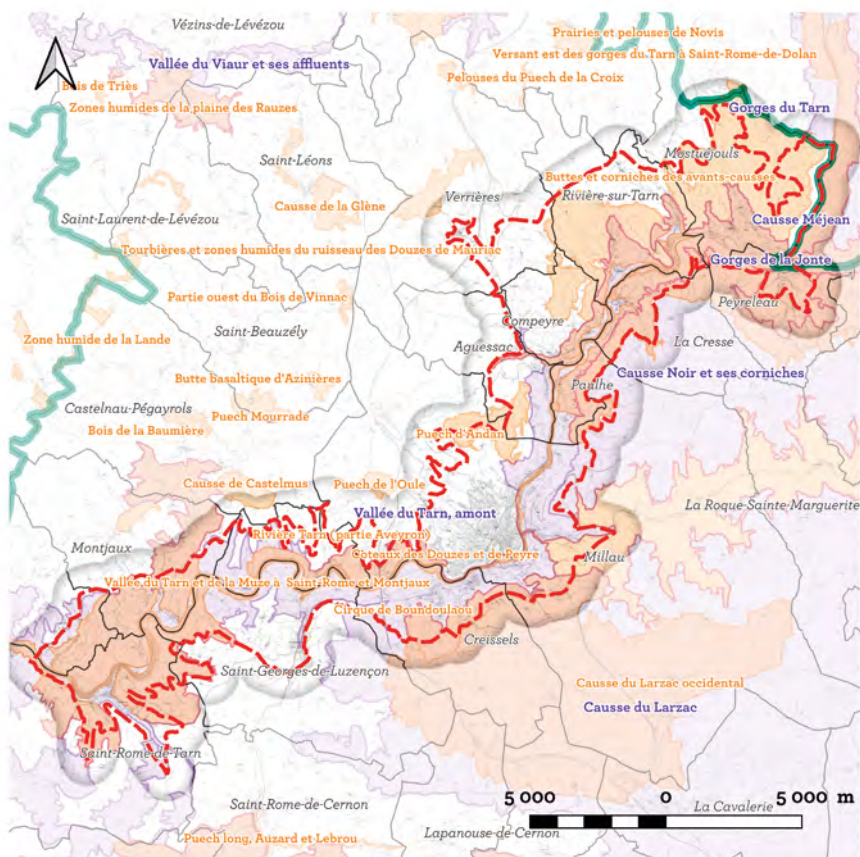 Vézins-de-Lévézou
Prairies et pelouses de Novis
Versant est des gorges du Tarn à Saint-Rome-de-Dolan
Vallée du Viaur et ses affluents
Pelouses du Puech de la Croix
Bois de Triès
Zones humides de la plaine des Rauzes
Gorges du Tarn
Mostuéjouls
Saint-Léons
Buttes et corniches des avants-causses
Verrières
Rivière-sur-Tarn
Causse de la Glène
Saint-Laurent-de-Lévézou
Causse Méjean
Tourbières et zones humides du ruisseau des Douzes de Mauriac
Gorges de la Jonte
Partie ouest du Bois de Vinnac
Peyreleau
Compeyre
Saint-Beauzély
Zone humide de la Lande
La Cresse
Aguessac
Causse Noir et ses corniches
Butte basaltique d'Azinières
Paulhe
Castelnau-Pégayrols
Puech Mourrade
Bois de la Baumière
Puech d'Andan
Causse de Castelmus
Puech de l'Oule
La Roque-Sainte-Marguerite
Vallée du Tarn, amont
Rivière Tarn (partie Aveyron)
Montjaux
Coteaux des Douzes et de Peyre
Millau
Vallée du Tarn et de la Muze à Saint-Rome et Montjaux
Cirque de Boundoulaou
Creissels
Saint-Georges-de-Luzençon
Causse du Larzac occidental
Causse du Larzac
Saint-Rome-de-Tarn
5 000 0 5 000 m
Saint-Rome-de-Cernon
La Cavalerie
Lapanouse-de-Cernon
Puech long, Auzard et Lebrou